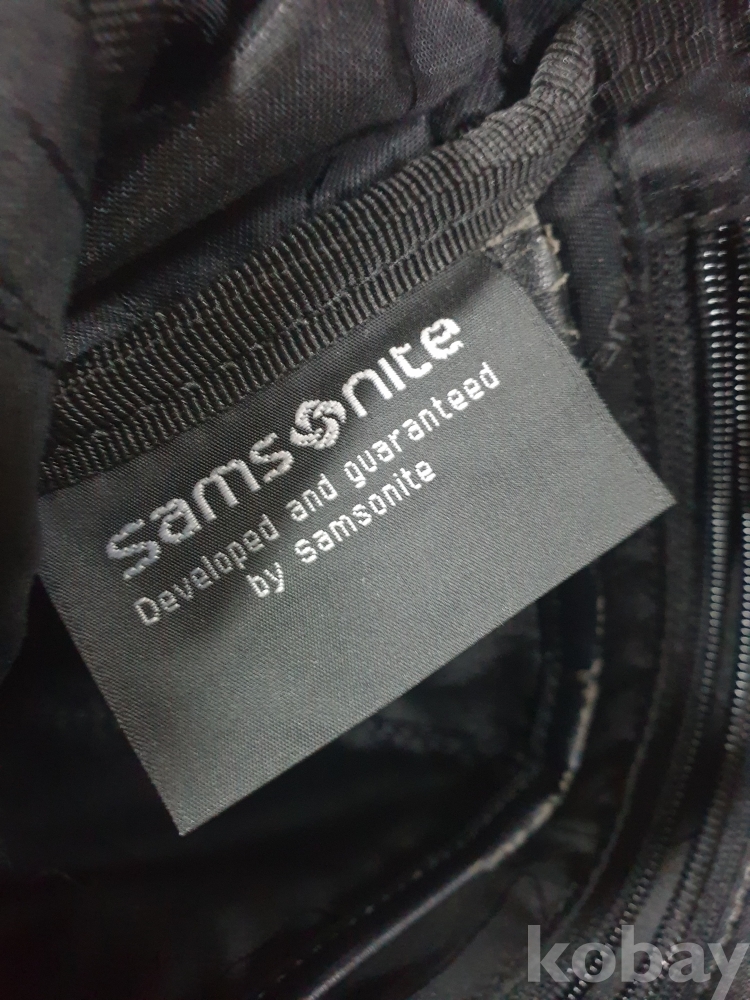 samsonite
Developed and guaranteed
by samsonite
kobay